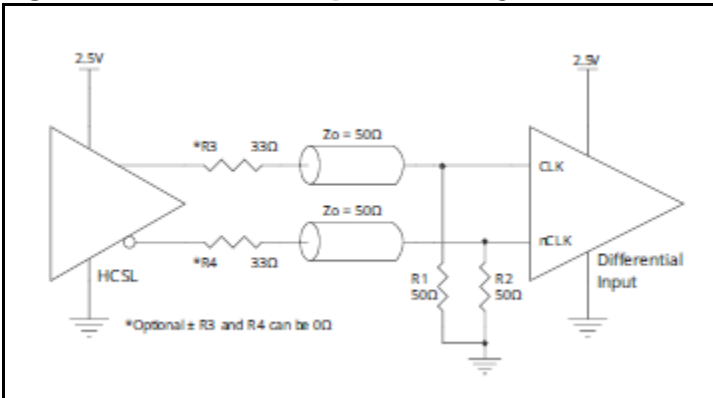 2.5V
2.5V
*R3 33Ω
Zo = 50Ω
CLK
Zo = 50Ω
nCLK
*R4 33Ω
HCSL
R1
50Ω
R2
50Ω
Differential
Input
*Optional ± R3 and R4 can be 0Ω